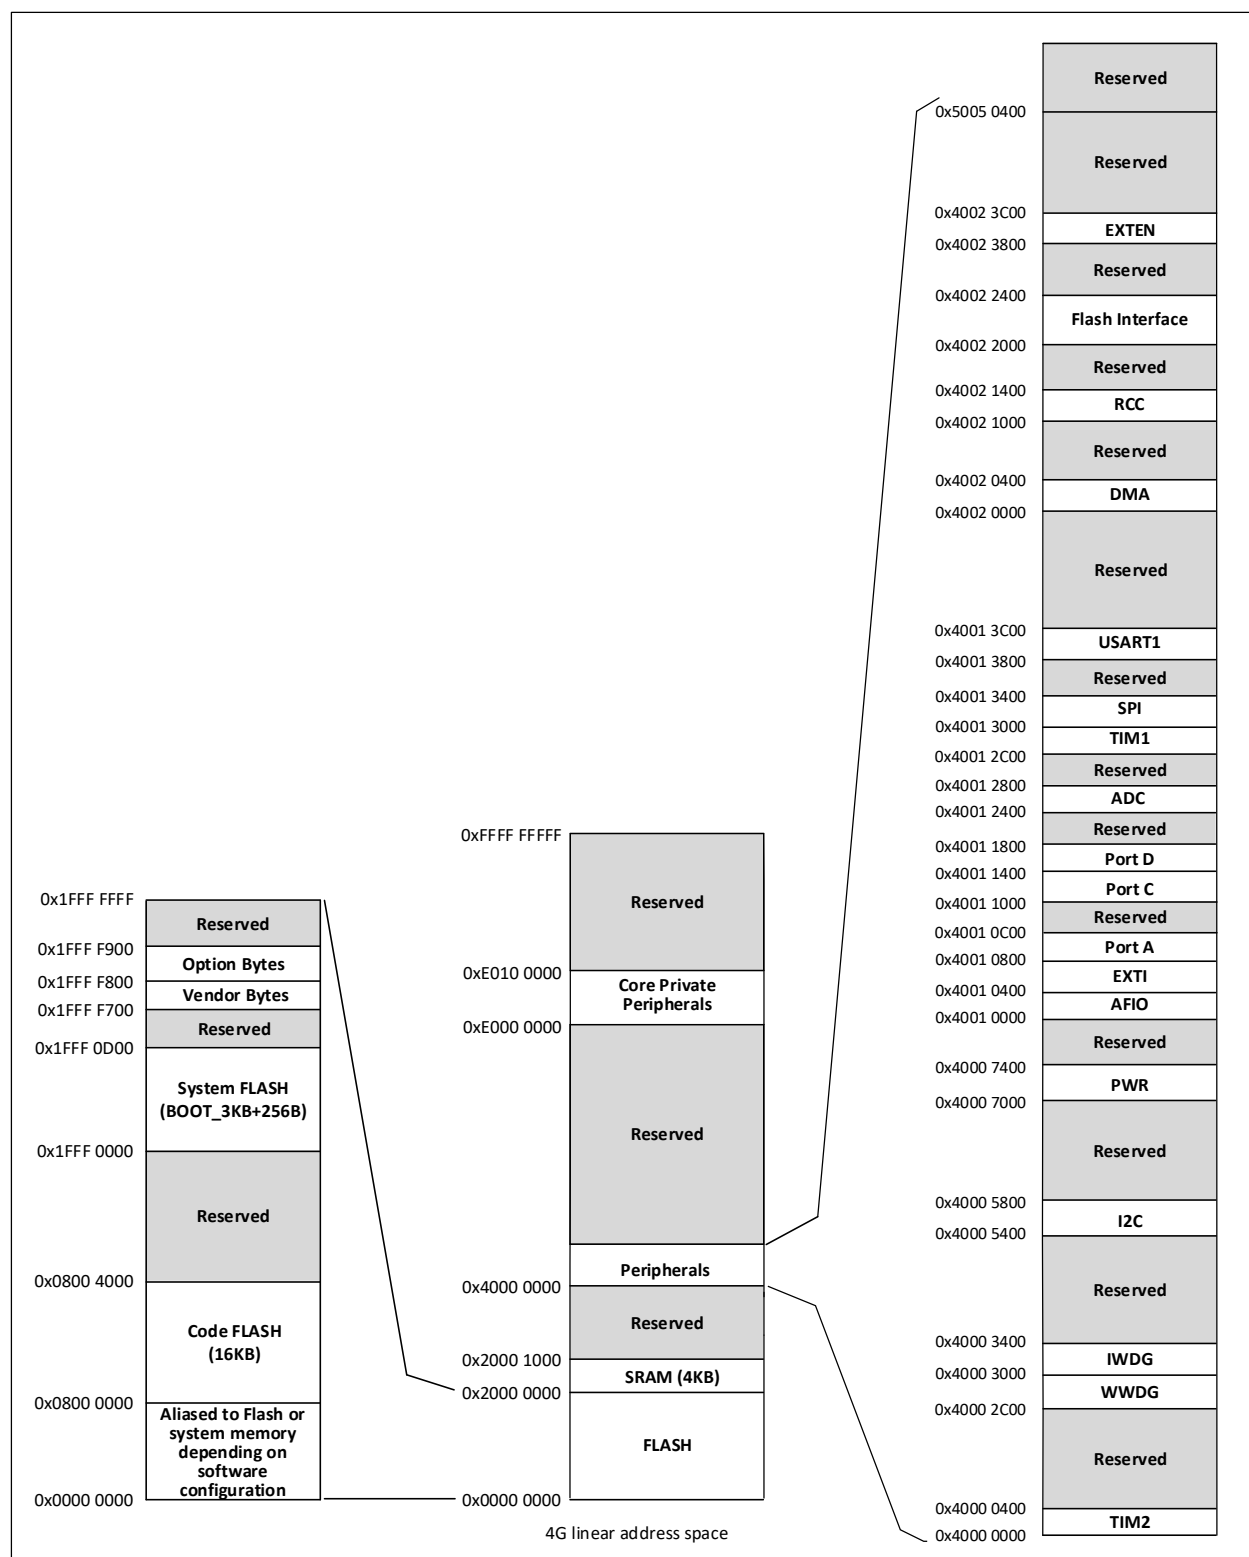 Reserved
0x5005 0400
Reserved
0x4002 3C00
EXTEN
0x4002 3800
Reserved
0x4002 2400
Flash Interface
0x4002 2000
Reserved
0x4002 1400
RCC
0x4002 1000
Reserved
0x4002 0400
DMA
0x4002 0000
Reserved
0x4001 3C00
USART1
0x4001 3800
Reserved
0x4001 3400
SPI
0x4001 3000
TIM1
0x4001 2C00
Reserved
0x4001 2800
ADC
0x4001 2400
Reserved
0x4001 1800
Port D
0x4001 1400
Port C
0x4001 1000
Reserved
0x4001 0C00
Port A
0x4001 0800
EXTI
0x4001 0400
AFIO
0x4001 0000
Reserved
0x4000 7400
PWR
0x4000 7000
Reserved
0x4000 5800
I2C
0x4000 5400
Reserved
0x4000 3400
IWDG
0x4000 3000
WWDG
0x4000 2C00
Reserved
0x4000 0400
TIM2
0x4000 0000
0xFFFF FFFFF
Reserved
0xE010 0000
Core Private
Peripherals
0xE000 0000
Reserved
Peripherals
0x4000 0000
Reserved
0x2000 1000
SRAM (4KB)
0x2000 0000
FLASH
0x0000 0000
4G linear address space
0x1FFF FFFF
Reserved
0x1FFF F900
Option Bytes
0x1FFF F800
Vendor Bytes
0x1FFF F700
Reserved
0x1FFF 0D00
System FLASH
(BOOT_3KB+256B)
0x1FFF 0000
Reserved
0x0800 4000
Code FLASH
(16KB)
0x0800 0000
Aliased to Flash or
system memory
depending on
software
configuration
0x0000 0000